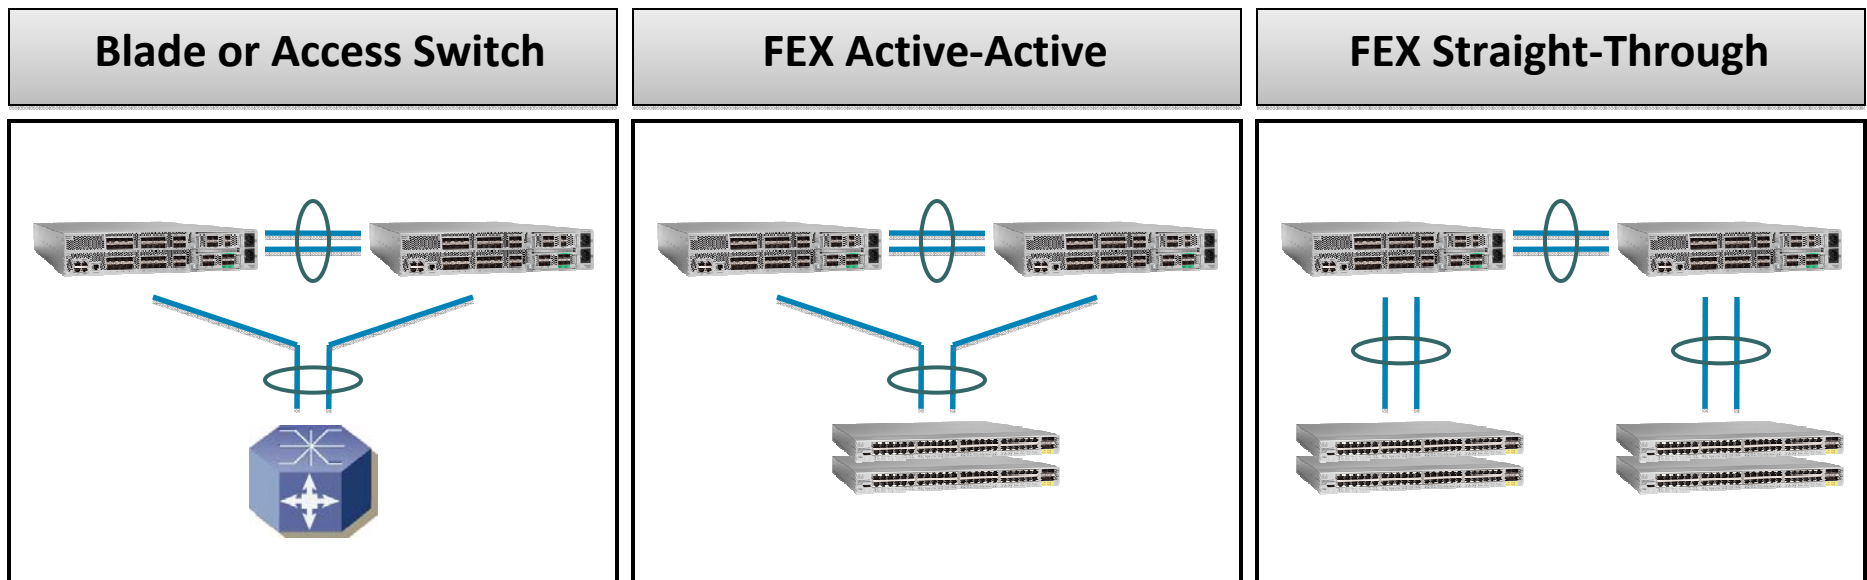 Blade or Access Switch
FEX Active-Active
FEX Straight-Through